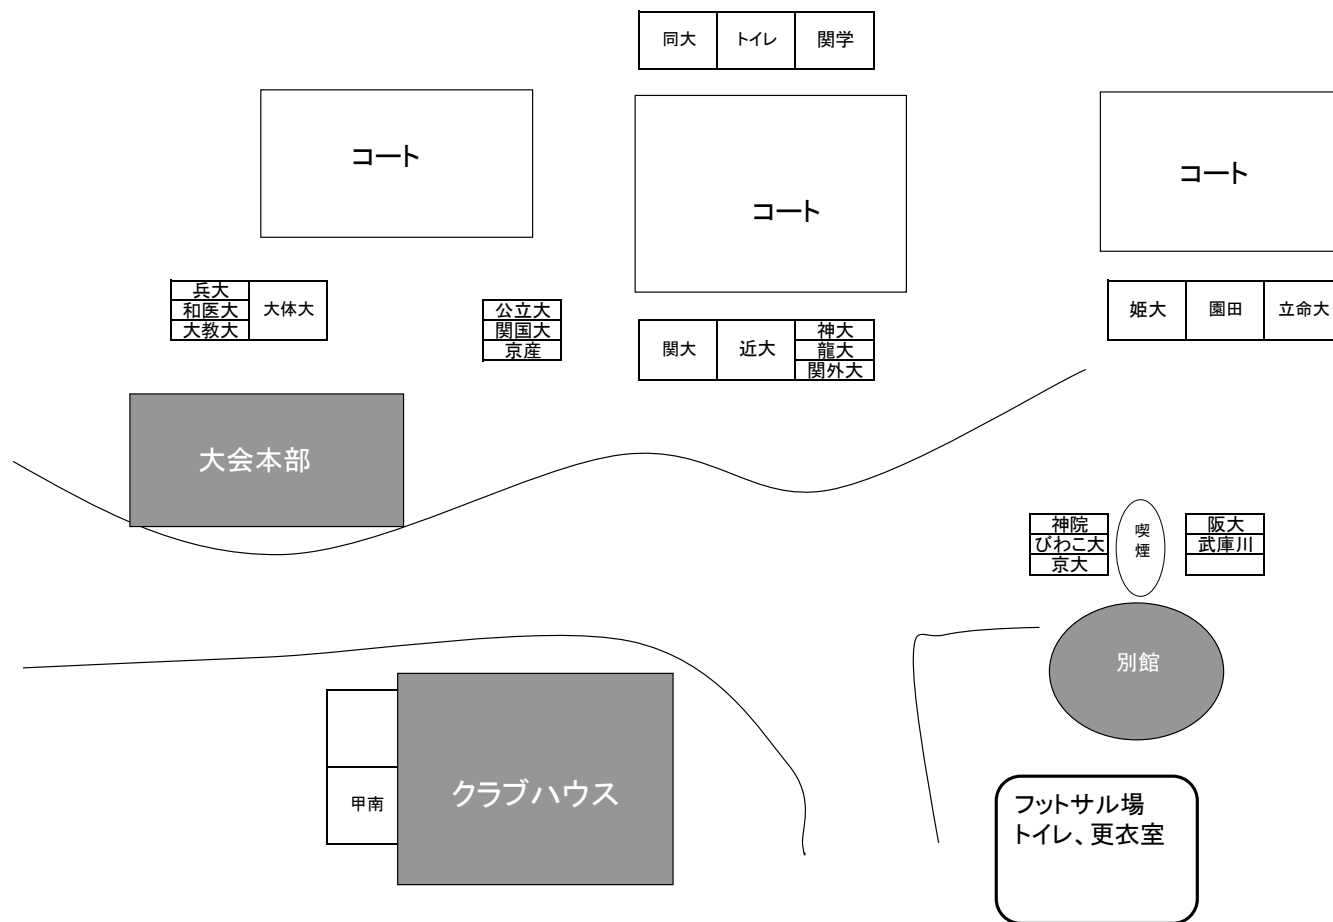 同大
トイレ
関学
コート
コート
コート
兵大
和医大
大教大
大体大
公立大
関国大
京産
関大
近大
神大
龍大
関外大
姫大
園田
立命大
大会本部
神院
びわこ大
京大
喫
煙
阪大
武庫川
別館
甲南
クラブハウス
フットサル場
トイレ、更衣室